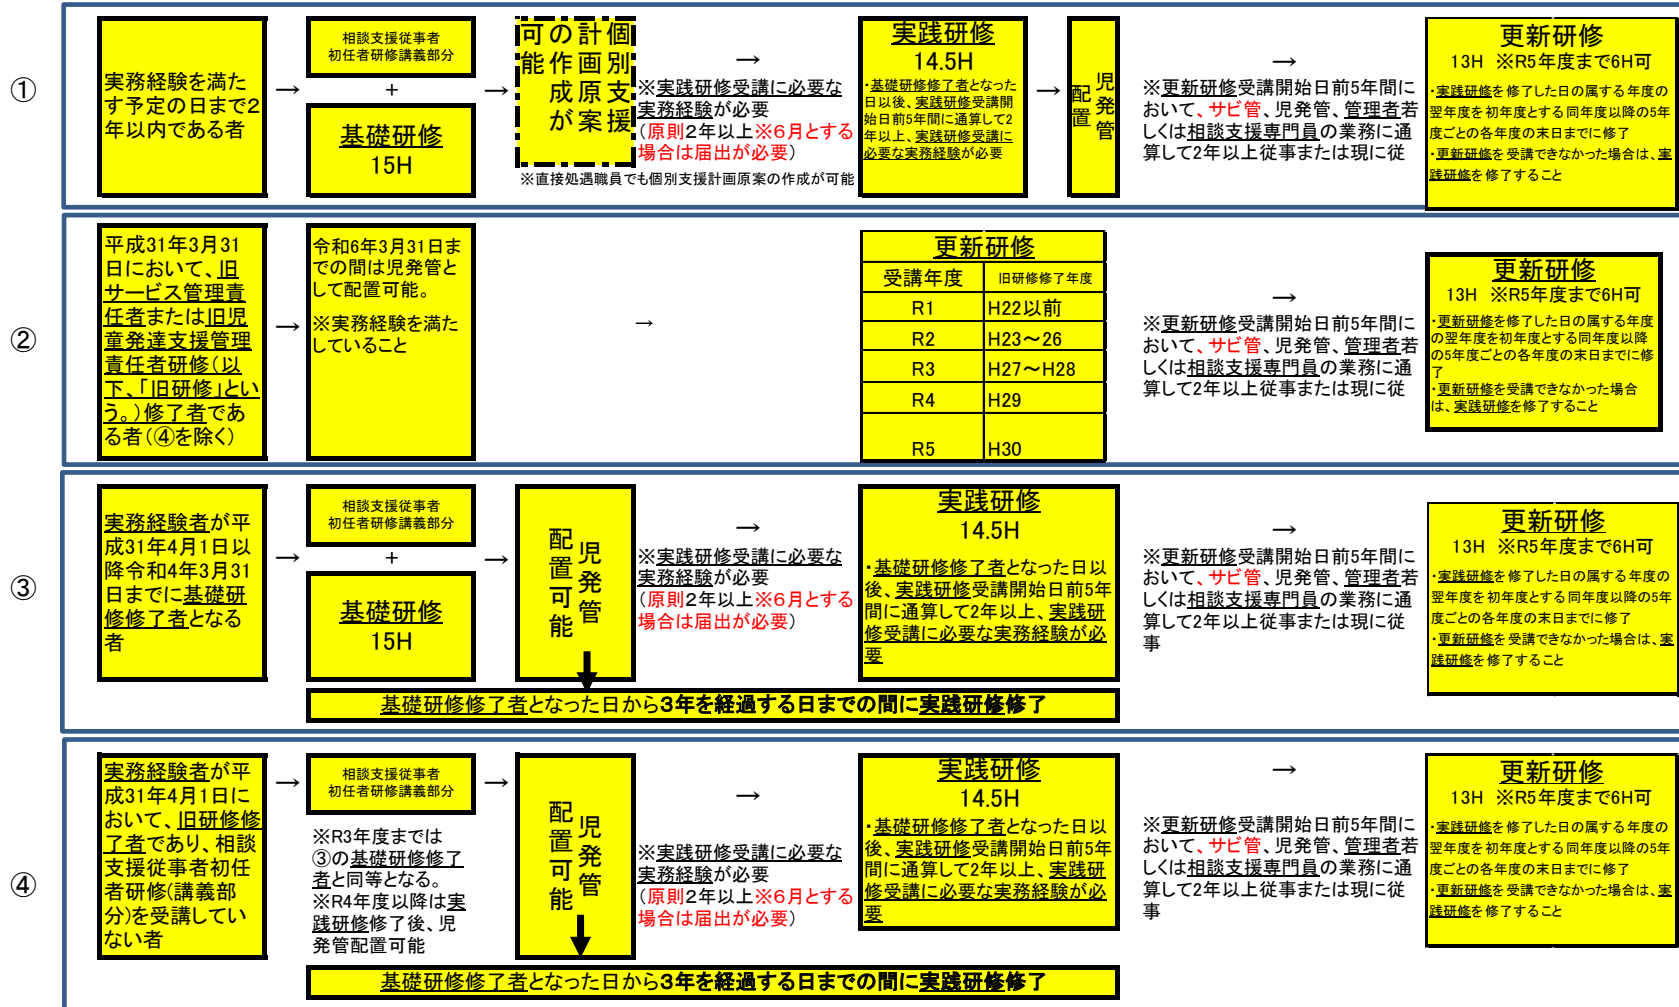 ①
実務経験を満た
す予定の日まで2
年以内である者
→
相談支援従事者
初任者研修講義部分
+
基礎研修
15H
→
個別支援
計画原案
の作成が
可能
→
※実践研修受講に必要な
実務経験が必要
(原則2年以上※6月とする
場合は届出が必要)
※直接処遇職員でも個別支援計画原案の作成が可能
実践研修
14.5H
・基礎研修修了者となった
日以後、実践研修受講開
始日前5年間に通算して2
年以上、実践研修受講に
必要な実務経験が必要
→
児発管
配置
→
※更新研修受講開始日前5年間に
おいて、サビ管、児発管、管理者若
しくは相談支援専門員の業務に通
算して2年以上従事または現に従
更新研修
13H ※R5年度まで6H可
・実践研修を修了した日の属する年度の
翌年度を初年度とする同年度以降の5年
度ごとの各年度の末日までに修了
・更新研修を受講できなかった場合は、実
践研修を修了すること
②
平成31年3月31
日において、旧
サービス管理責
任者または旧児
童発達支援管理
責任者研修(以
下、「旧研修」とい
う。)修了者であ
る者(④を除く)
→
令和6年3月31日ま
での間は児発管と
して配置可能。
※実務経験を満た
していること
→
更新研修
受講年度 旧研修修了年度
R1 H22以前
R2 H23～26
R3 H27～H28
R4 H29
R5 H30
→
※更新研修受講開始日前5年間に
おいて、サビ管、児発管、管理者若
しくは相談支援専門員の業務に通
算して2年以上従事または現に従
更新研修
13H ※R5年度まで6H可
・更新研修を修了した日の属する年度
の翌年度を初年度とする同年度以降
の5年度ごとの各年度の末日までに修
了
・更新研修を受講できなかった場合
は、実践研修を修了すること
③
実務経験者が平
成31年4月1日以
降令和4年3月31
日までに基礎研
修修了者となる
者
→
相談支援従事者
初任者研修講義部分
+
基礎研修
15H
→
児発管
配置可能
→
※実践研修受講に必要な
実務経験が必要
(原則2年以上※6月とする
場合は届出が必要)
実践研修
14.5H
・基礎研修修了者となった日以
後、実践研修受講開始日前5年
間に通算して2年以上、実践研
修受講に必要な実務経験が必
要
→
※更新研修受講開始日前5年間に
おいて、サビ管、児発管、管理者若
しくは相談支援専門員の業務に通
算して2年以上従事または現に従
事
更新研修
13H ※R5年度まで6H可
・実践研修を修了した日の属する年度の
翌年度を初年度とする同年度以降の5年
度ごとの各年度の末日までに修了
・更新研修を受講できなかった場合は、実
践研修を修了すること
基礎研修修了者となった日から3年を経過する日までの間に実践研修修了
④
実務経験者が平
成31年4月1日に
おいて、旧研修修
了者であり、相談
支援従事者初任
者研修(講義部
分)を受講してい
ない者
→
相談支援従事者
初任者研修講義部分
※R3年度までは
③の基礎研修修了
者と同等となる。
※R4年度以降は実
践研修修了後、児
発管配置可能
→
児発管
配置可能
→
※実践研修受講に必要な
実務経験が必要
(原則2年以上※6月とする
場合は届出が必要)
実践研修
14.5H
・基礎研修修了者となった日以
後、実践研修受講開始日前5年
間に通算して2年以上、実践研
修受講に必要な実務経験が必
要
→
※更新研修受講開始日前5年間に
おいて、サビ管、児発管、管理者若
しくは相談支援専門員の業務に通
算して2年以上従事または現に従
事
更新研修
13H ※R5年度まで6H可
・実践研修を修了した日の属する年度の
翌年度を初年度とする同年度以降の5年
度ごとの各年度の末日までに修了
・更新研修を受講できなかった場合は、実
践研修を修了すること
基礎研修修了者となった日から3年を経過する日までの間に実践研修修了